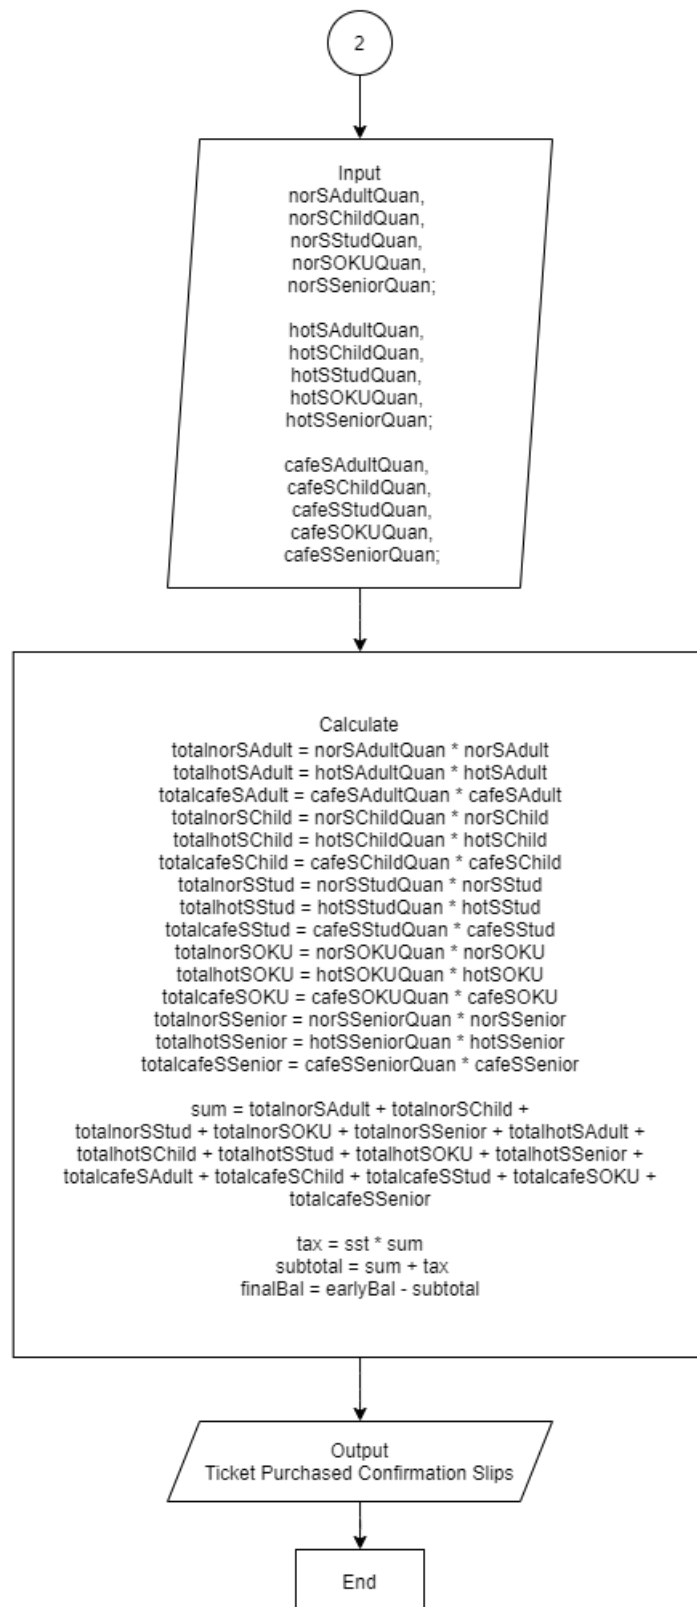 2
Input
norSAdultQuan,
norSChildQuan,
norSStudQuan,
norSOKUQuan,
norSSeniorQuan;
hotSAdultQuan,
hotSChildQuan,
hotSStudQuan,
hotSOKUQuan,
hotSSeniorQuan;
cafeSAdultQuan,
cafeSChildQuan,
cafeSStudQuan,
cafeSOKUQuan,
cafeSSeniorQuan;
Calculate
totalnorSAdult = norSAdultQuan * norSAdult
totalhotSAdult = hotSAdultQuan * hotSAdult
totalcafeSAdult = cafeSAdultQuan * cafeSAdult
totalnorSChild = norSChildQuan * norSChild
totalhotSChild = hotSChildQuan * hotSChild
totalcafeSChild = cafeSChildQuan * cafeSChild
totalnorSStud = norSStudQuan * norSStud
totalhotSStud = hotSStudQuan * hotSStud
totalcafeSStud = cafeSStudQuan * cafeSStud
totalnorSOKU = norSOKUQuan * norSOKU
totalhotSOKU = hotSOKUQuan * hotSOKU
totalcafeSOKU = cafeSOKUQuan * cafeSOKU
totalnorSSenior = norSSeniorQuan * norSSenior
totalhotSSenior = hotSSeniorQuan * hotSSenior
totalcafeSSenior = cafeSSeniorQuan * cafeSSenior
sum = totalnorSAdult + totalnorSChild +
totalnorSStud + totalnorSOKU + totalnorSSenior + totalhotSAdult +
totalhotSChild + totalhotSStud + totalhotSOKU + totalhotSSenior +
totalcafeSAdult + totalcafeSChild + totalcafeSStud + totalcafeSOKU +
totalcafeSSenior
tax = sst * sum
subtotal = sum + tax
finalBal = earlyBal - subtotal
Output
Ticket Purchased Confirmation Slips
End